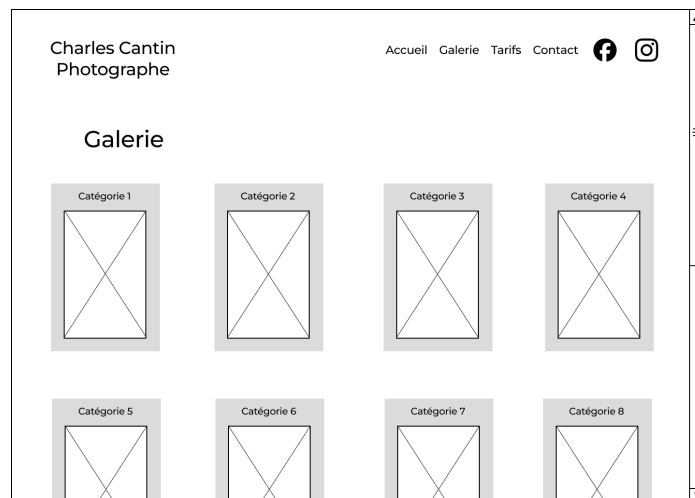 Charles Cantin
Photographe
Accueil Galerie Tarifs Contact
Galerie
Catégorie 1
Catégorie 2
Catégorie 3
Catégorie 4
Catégorie 5
Catégorie 6
Catégorie 7
Catégorie 8